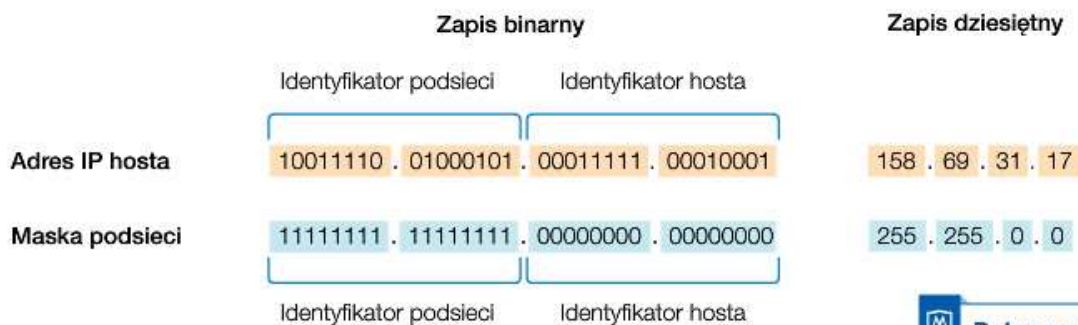 Zapis binarny Zapis dziesiętny
Identyfikator podsieci Identyfikator hosta
Adres IP hosta 10011110 . 01000101 . 00011111 . 00010001 158 . 69 . 31 . 17
Maska podsieci 11111111 . 11111111 . 00000000 . 00000000 255 . 255 . 0 . 0
Identyfikator podsieci Identyfikator hosta